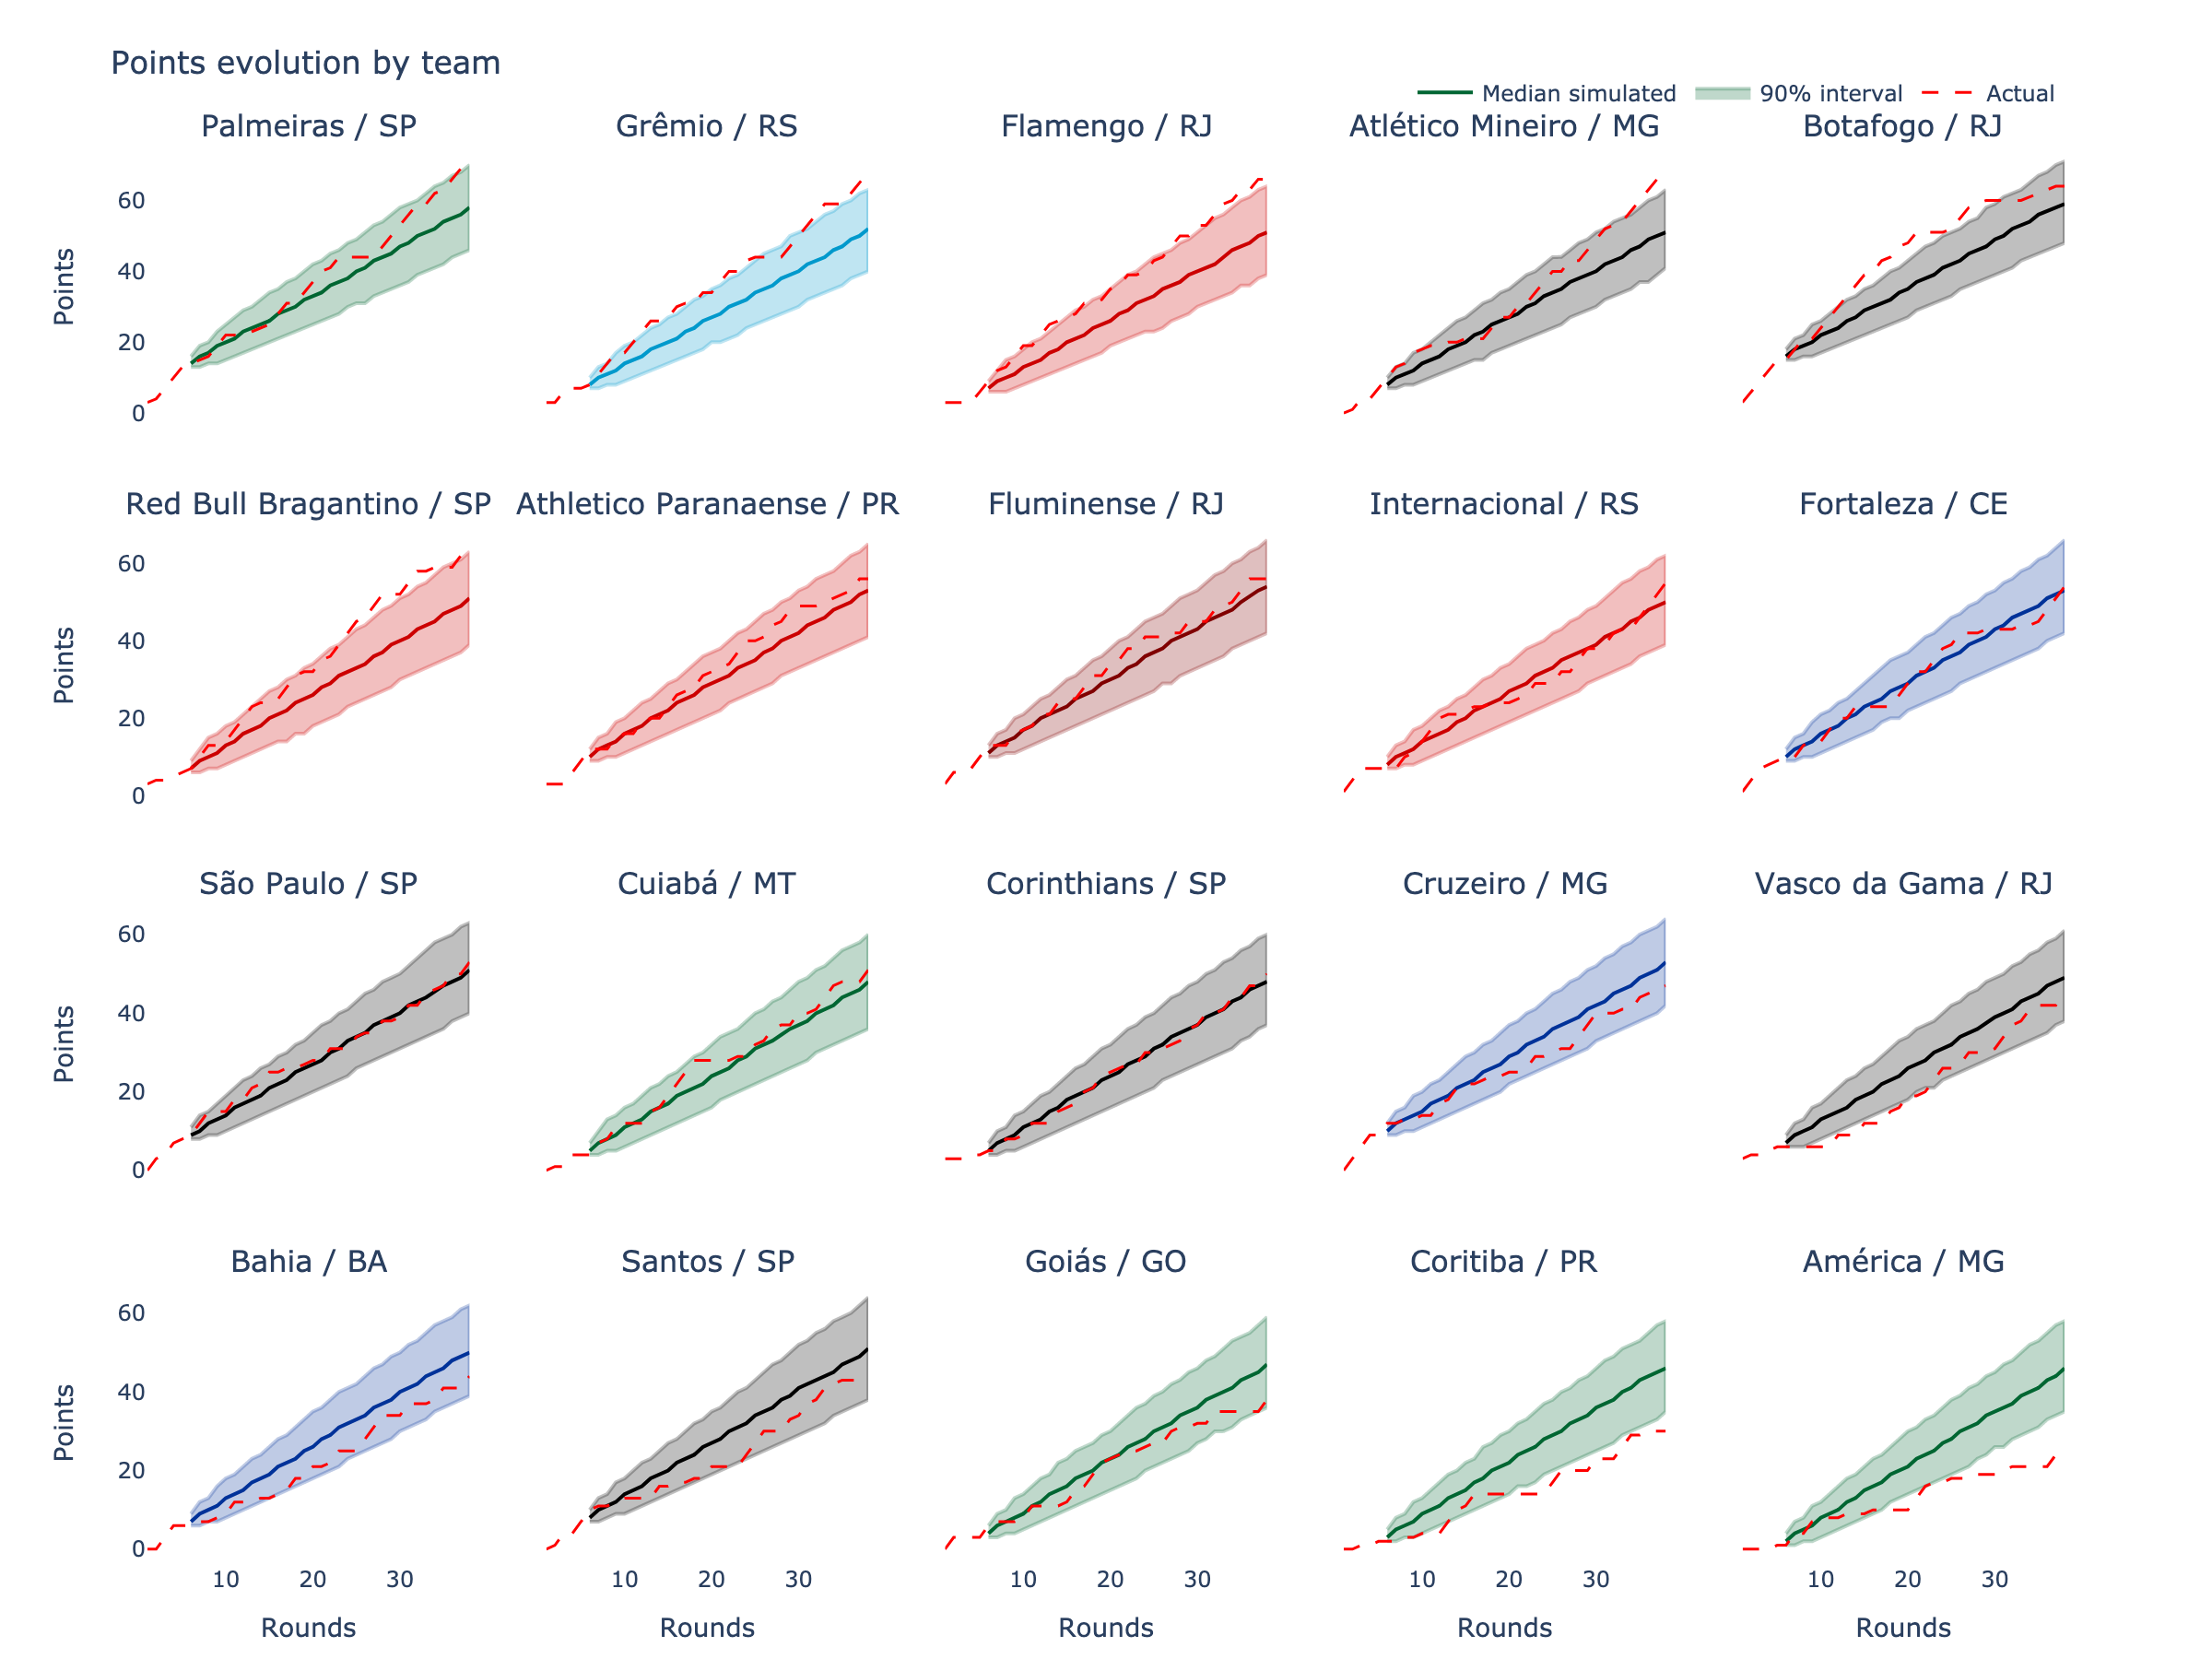 Points evolution by team
Median simulated 90% interval Actual
Palmeiras / SP Grêmio / RS Flamengo / RJ Atlético Mineiro / MG Botafogo / RJ
60
40
20
0
Points
Red Bull Bragantino / SP Athletico Paranaense / PR Fluminense / RJ Internacional / RS Fortaleza / CE
60
40
20
0
Points
São Paulo / SP Cuiabá / MT Corinthians / SP Cruzeiro / MG Vasco da Gama / RJ
60
40
20
0
Points
Bahia / BA Santos / SP Goiás / GO Coritiba / PR América / MG
60
40
20
0
Points
10 20 30 10 20 30 10 20 30 10 20 30 10 20 30
Rounds Rounds Rounds Rounds Rounds